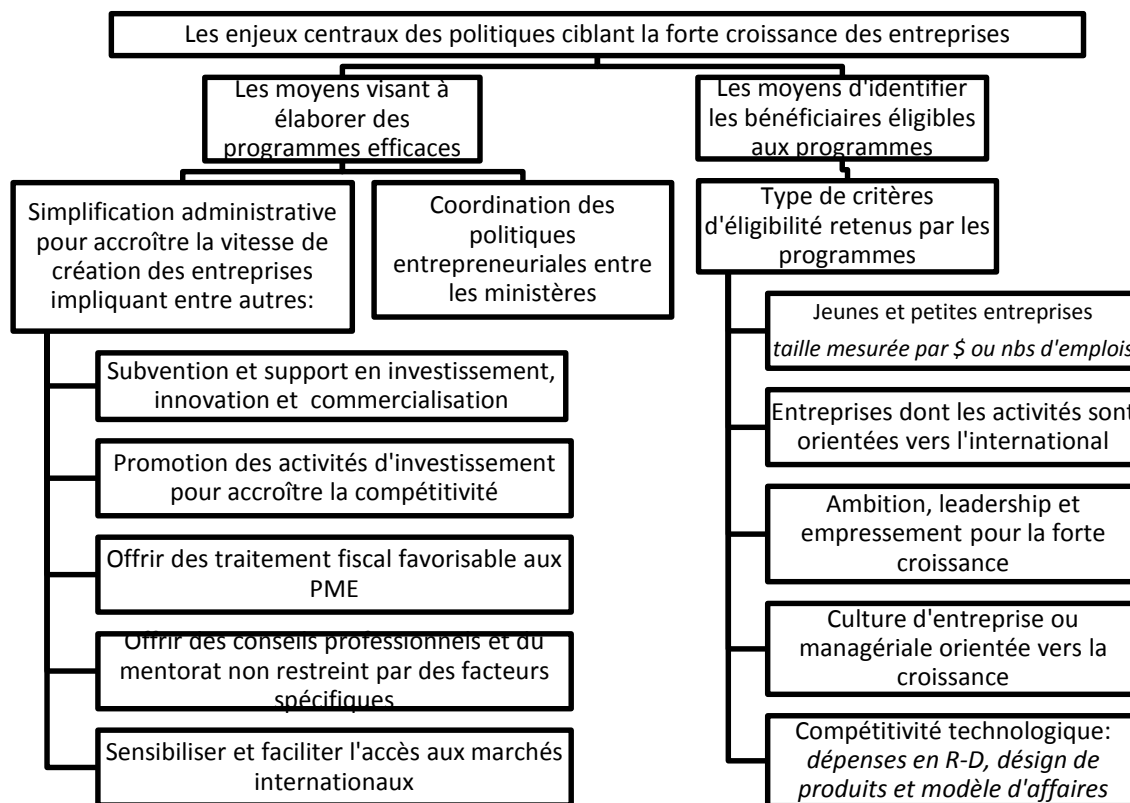 Les enjeux centraux des politiques ciblant la forte croissance des entreprises
Les moyens visant à
élaborer des
programmes efficaces
Les moyens d'identifier
les bénéficiaires éligibles
aux programmes
Simplification administrative
pour accroître la vitesse de
création des entreprises
impliquant entre autres:
Coordination des
politiques
entrepreneuriales entre
les ministères
Type de critères
d'éligibilité retenus par les
programmes
Subvention et support en investissement,
innovation et commercialisation
Promotion des activités d'investissement
pour accroître la compétitivité
Offrir des traitement fiscal favorisable aux
PME
Offrir des conseils professionnels et du
mentorat non restreint par des facteurs
spécifiques
Sensibiliser et faciliter l'accès aux marchés
internationaux
Jeunes et petites entreprises
taille mesurée par $ ou nbs d'emplois
Entreprises dont les activités sont
orientées vers l'international
Ambition, leadership et
empressement pour la forte
croissance
Culture d'entreprise ou
managériale orientée vers la
croissance
Compétitivité technologique:
dépenses en R-D, désign de
produits et modèle d'affaires